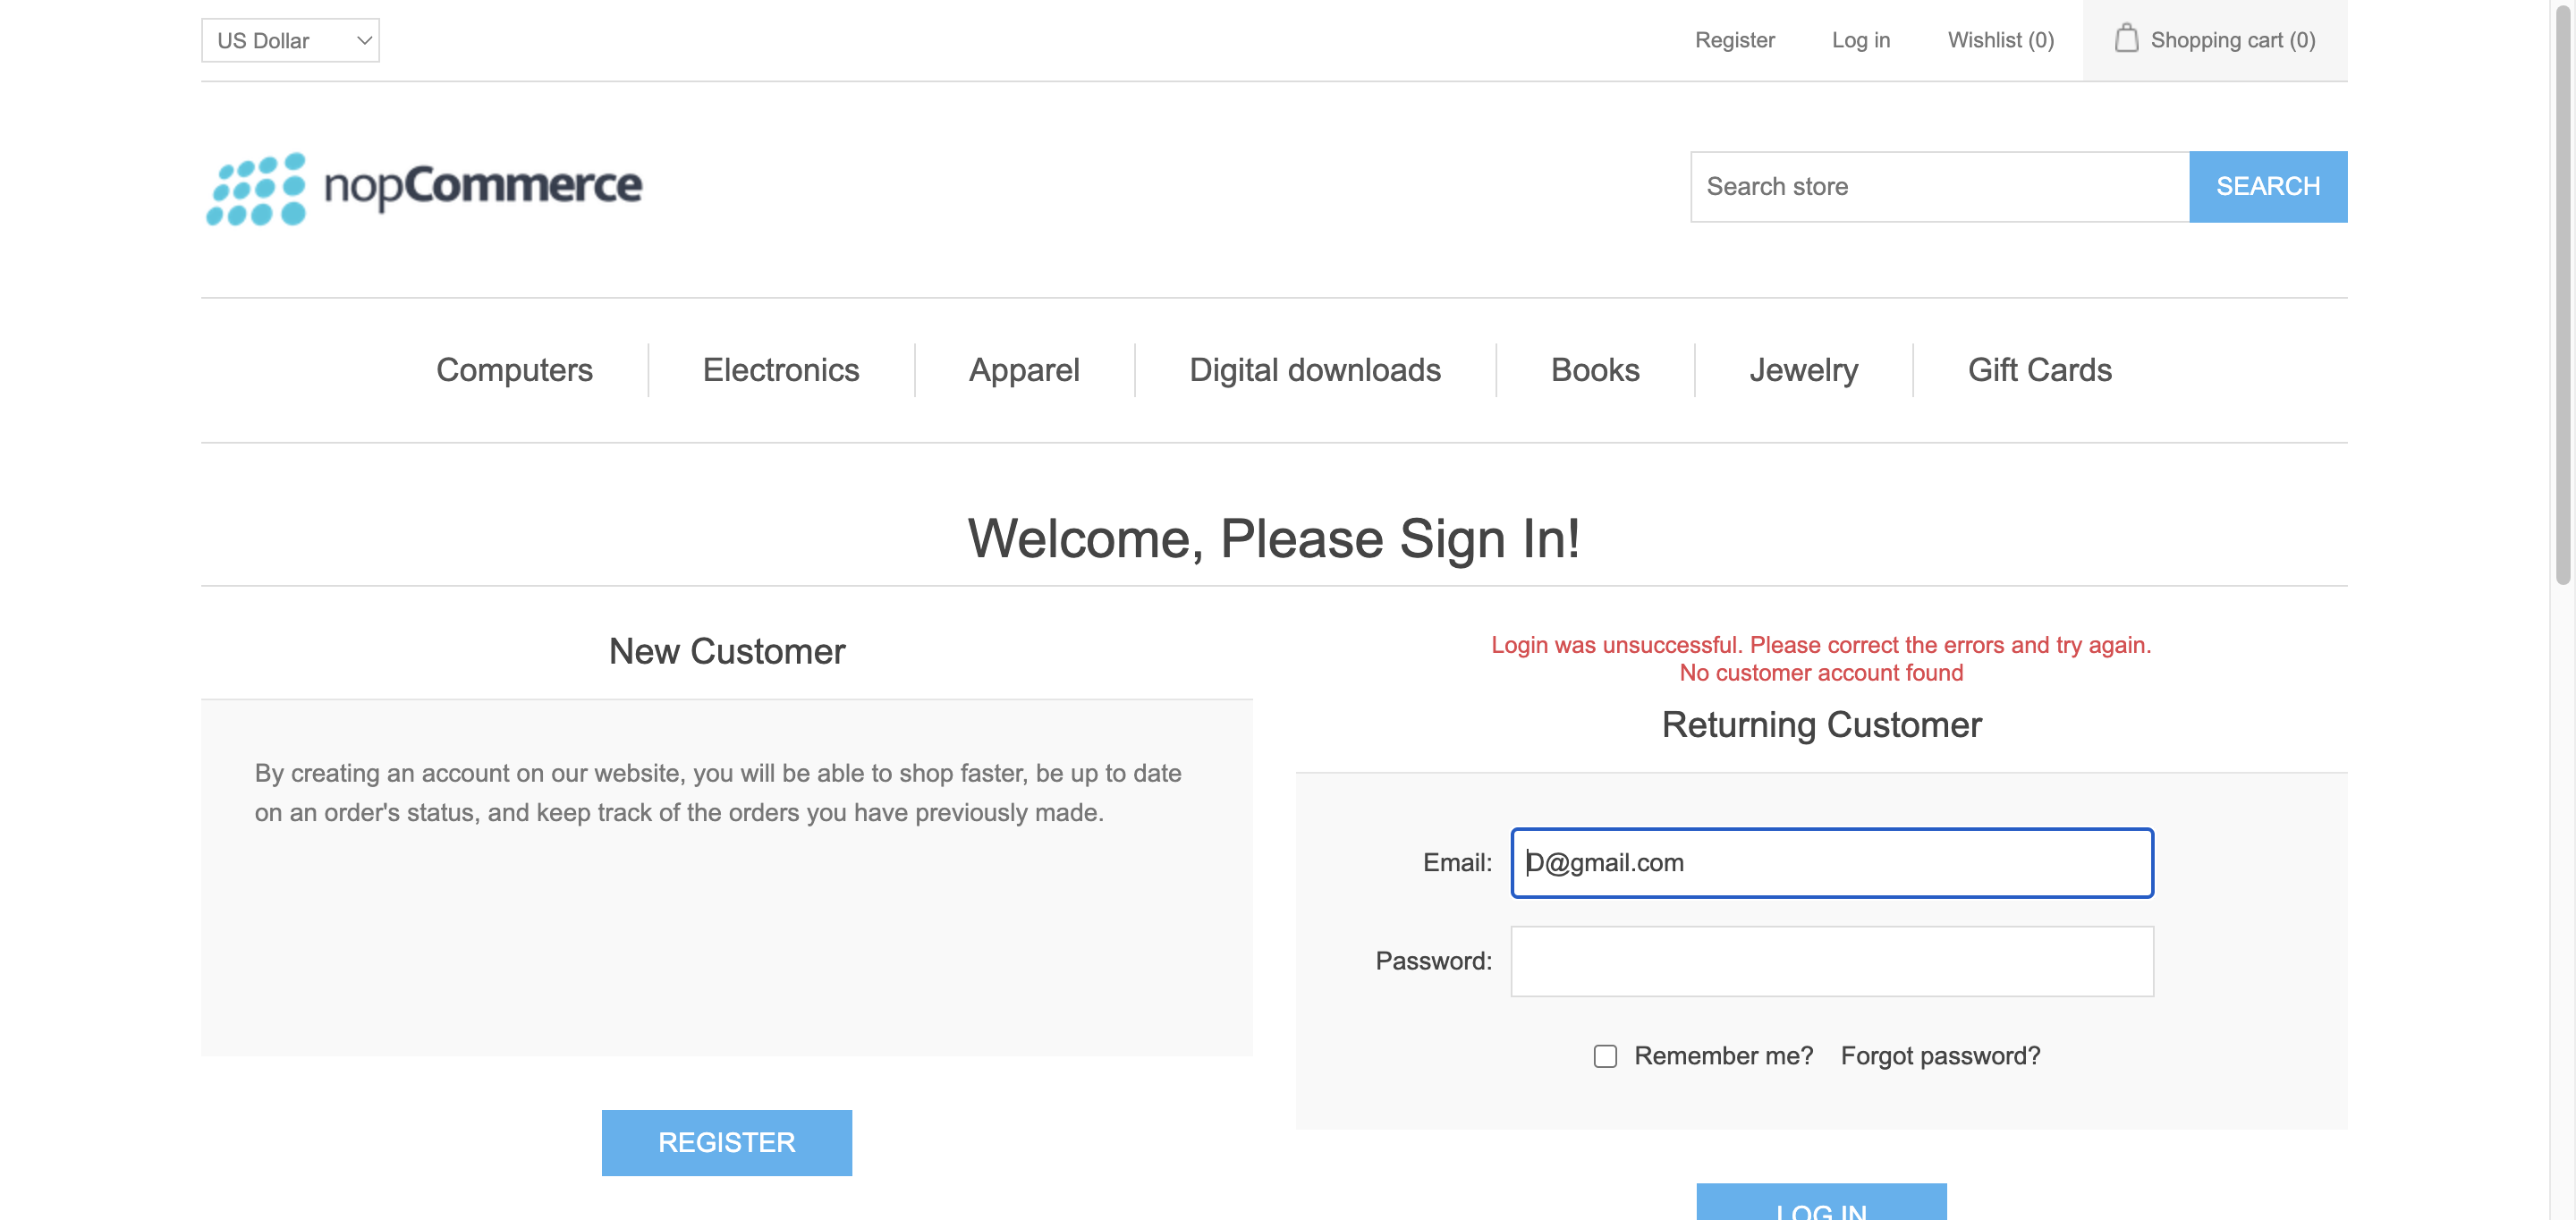 US Dollar
Register Log in Wishlist (0) Shopping cart (0)
nopCommerce
Search store SEARCH
Computers Electronics Apparel Digital downloads Books Jewelry Gift Cards
Welcome, Please Sign In!
New Customer
By creating an account on our website, you will be able to shop faster, be up to date
on an order's status, and keep track of the orders you have previously made.
REGISTER
Login was unsuccessful. Please correct the errors and try again.
No customer account found
Returning Customer
Email: D@gmail.com
Password:
Remember me? Forgot password?
LOG IN